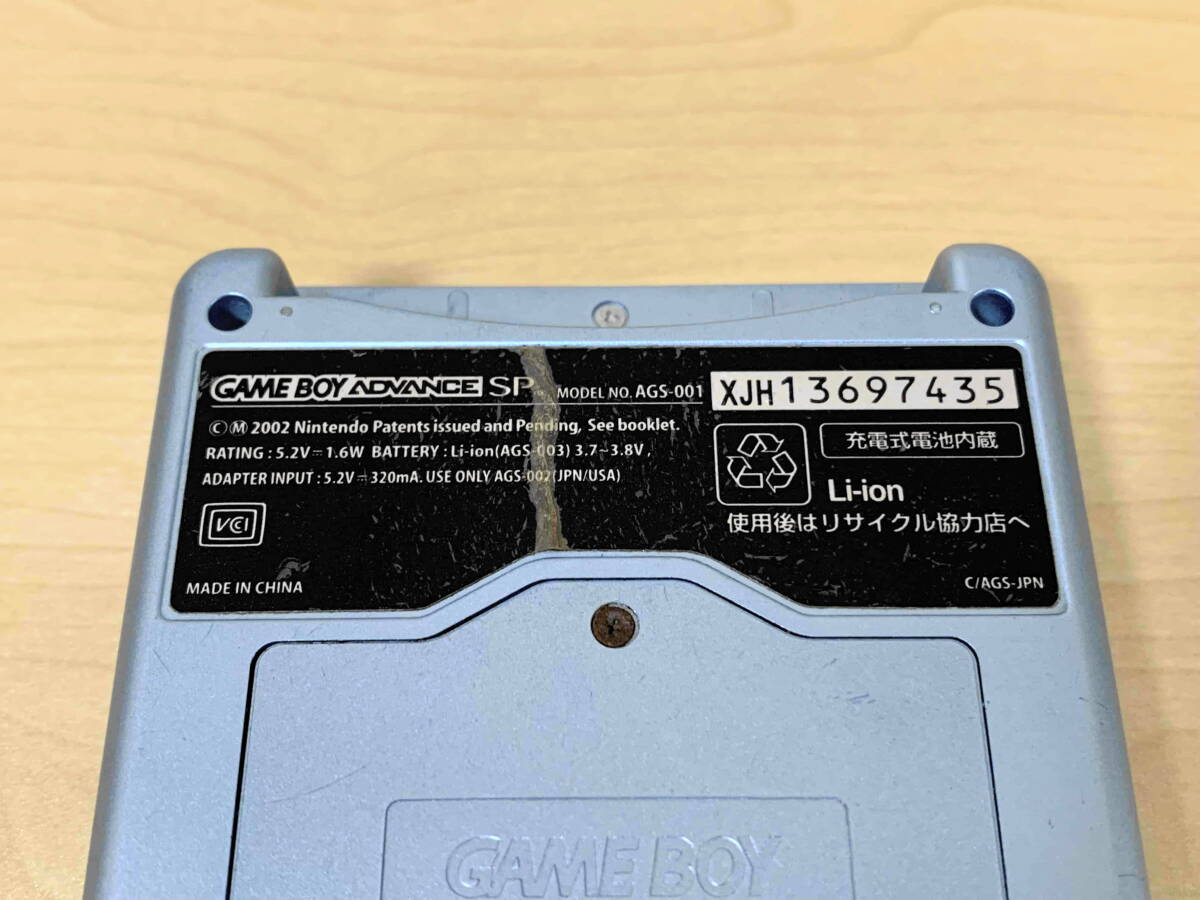 GAME BOY ADVANCE SP MODEL NO. AGS-001 XJH13697435
Ⓒ Ⓜ 2002 Nintendo Patents issued and Pending, See booklet.
RATING : 5.2V⎓1.6W BATTERY : Li-ion(AGS-003) 3.7-3.8V,
ADAPTER INPUT : 5.2V⎓320mA. USE ONLY AGS-002(JPN/USA)
VCI
充電式電池内蔵
Li-ion
使用後はリサイクル協力店へ
MADE IN CHINA
C/AGS-JPN
GAME BOY